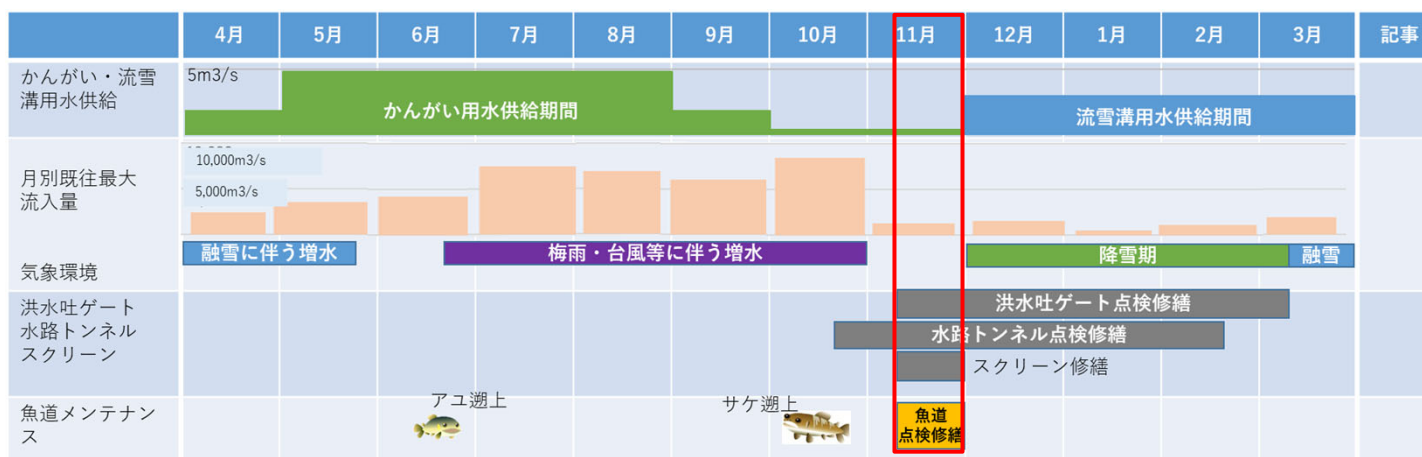 4月 5月 6月 7月 8月 9月 10月 11月 12月 1月 2月 3月 記事
かんがい・流雪
溝用水供給
5m3/s
かんがい用水供給期間
流雪溝用水供給期間
月別既往最大
流入量
10,000m3/s
5,000m3/s
気象環境
融雪に伴う増水
梅雨・台風等に伴う増水
降雪期
融雪
洪水吐ゲート
水路トンネル
スクリーン
洪水吐ゲート点検修繕
水路トンネル点検修繕
スクリーン修繕
魚道メンテナン
ス
アユ遡上
サケ遡上
魚道
点検修繕